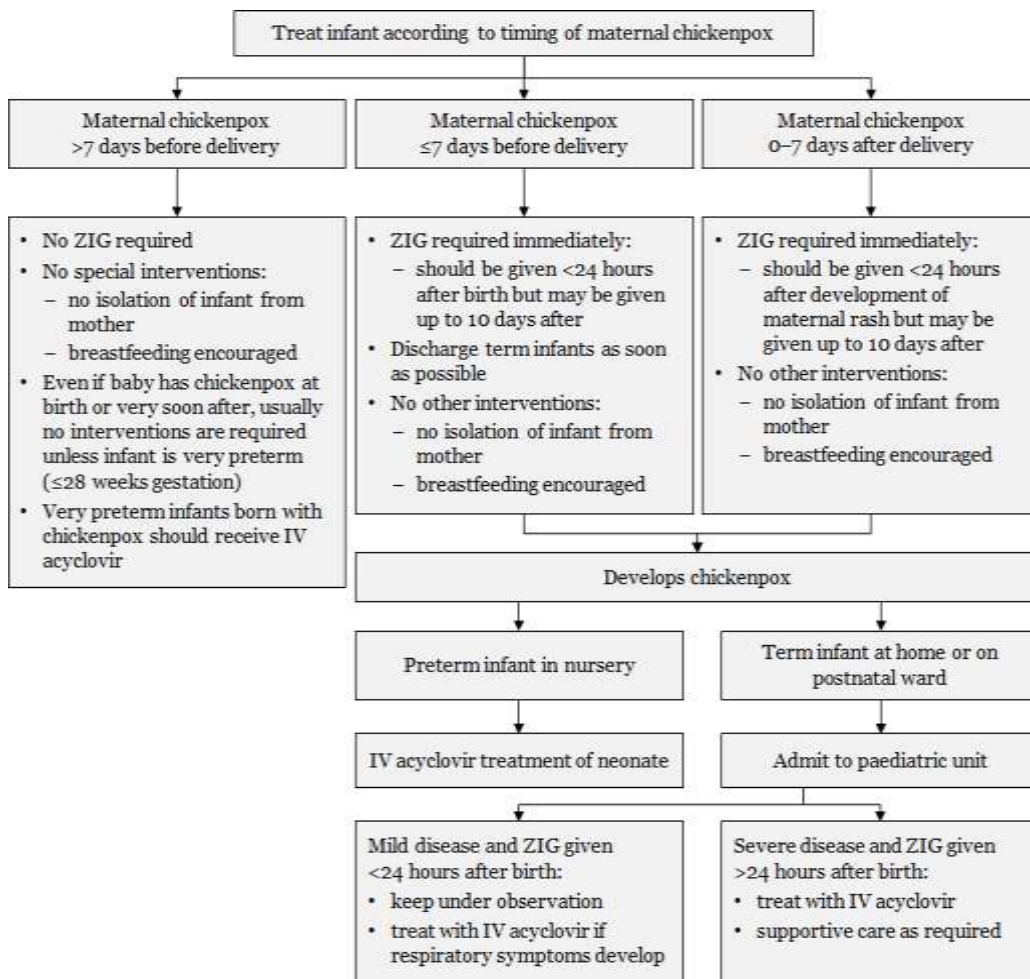 Treat infant according to timing of maternal chickenpox
Maternal chickenpox
>7 days before delivery
Maternal chickenpox
≤7 days before delivery
Maternal chickenpox
0–7 days after delivery
• No ZIG required
• No special interventions:
– no isolation of infant from
mother
– breastfeeding encouraged
• Even if baby has chickenpox at
birth or very soon after, usually
no interventions are required
unless infant is very preterm
(≤28 weeks gestation)
• Very preterm infants born with
chickenpox should receive IV
acyclovir
• ZIG required immediately:
– should be given <24 hours
after birth but may be given
up to 10 days after
• Discharge term infants as soon
as possible
• No other interventions:
– no isolation of infant from
mother
– breastfeeding encouraged
• ZIG required immediately:
– should be given <24 hours
after development of
maternal rash but may be
given up to 10 days after
• No other interventions:
– no isolation of infant from
mother
– breastfeeding encouraged
Develops chickenpox
Preterm infant in nursery
Term infant at home or on
postnatal ward
IV acyclovir treatment of neonate
Admit to paediatric unit
Mild disease and ZIG given
<24 hours after birth:
• keep under observation
• treat with IV acyclovir if
respiratory symptoms develop
Severe disease and ZIG given
>24 hours after birth:
• treat with IV acyclovir
• supportive care as required